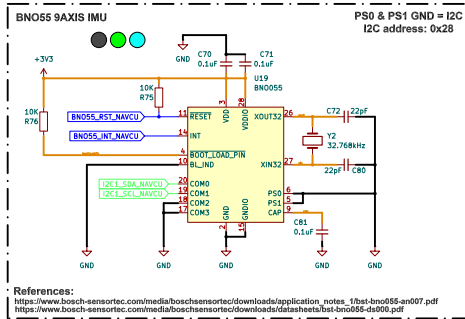 BNO55 9AXIS IMU
PS0 & PS1 GND = I2C
I2C address: 0x28
C70
0.1uF
C71
0.1uF
GND
+3V3
U19
BNO055
10K
R75
10K
R76
BNO55_RST_NAVCU
11
RESET
3
VDD
28
VDDIO
XOUT32
26
C72
22pF
BNO55_INT_NAVCU
14
INT
Y2
32.768kHz
4
BOOT_LOAD_PIN
10
BL_IND
XIN32
27
22pF
C80
I2C1_SDA_NAVCU
20
COM0
I2C1_SCL_NAVCU
19
COM1
18
COM2
17
COM3
PS0
6
PS1
5
CAP
9
GND
2
GNDIO
15
C81
0.1uF
GND
GND
GND
GND
GND
References:
https://www.bosch-sensortec.com/media/boschsensortec/downloads/application_notes_1/bst-bno055-an007.pdf
https://www.bosch-sensortec.com/media/boschsensortec/downloads/datasheets/bst-bno055-ds000.pdf